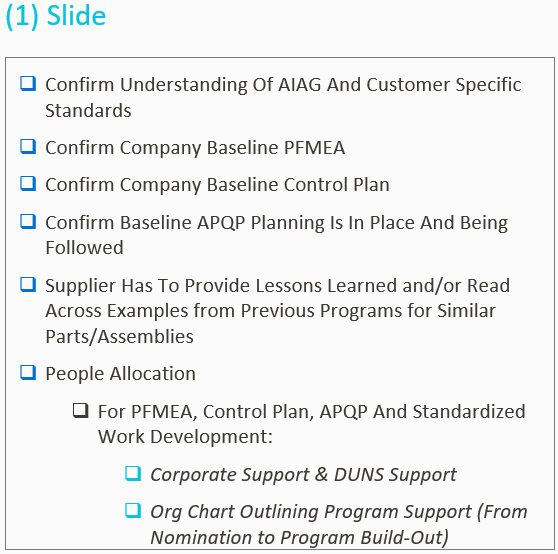 (1) Slide
❑ Confirm Understanding Of AIAG And Customer Specific
Standards
❑ Confirm Company Baseline PFMEA
❑ Confirm Company Baseline Control Plan
❑ Confirm Baseline APQP Planning Is In Place And Being
Followed
❑ Supplier Has To Provide Lessons Learned and/or Read
Across Examples from Previous Programs for Similar
Parts/Assemblies
❑ People Allocation
❑ For PFMEA, Control Plan, APQP And Standardized
Work Development:
❑ Corporate Support & DUNS Support
❑ Org Chart Outlining Program Support (From
Nomination to Program Build-Out)